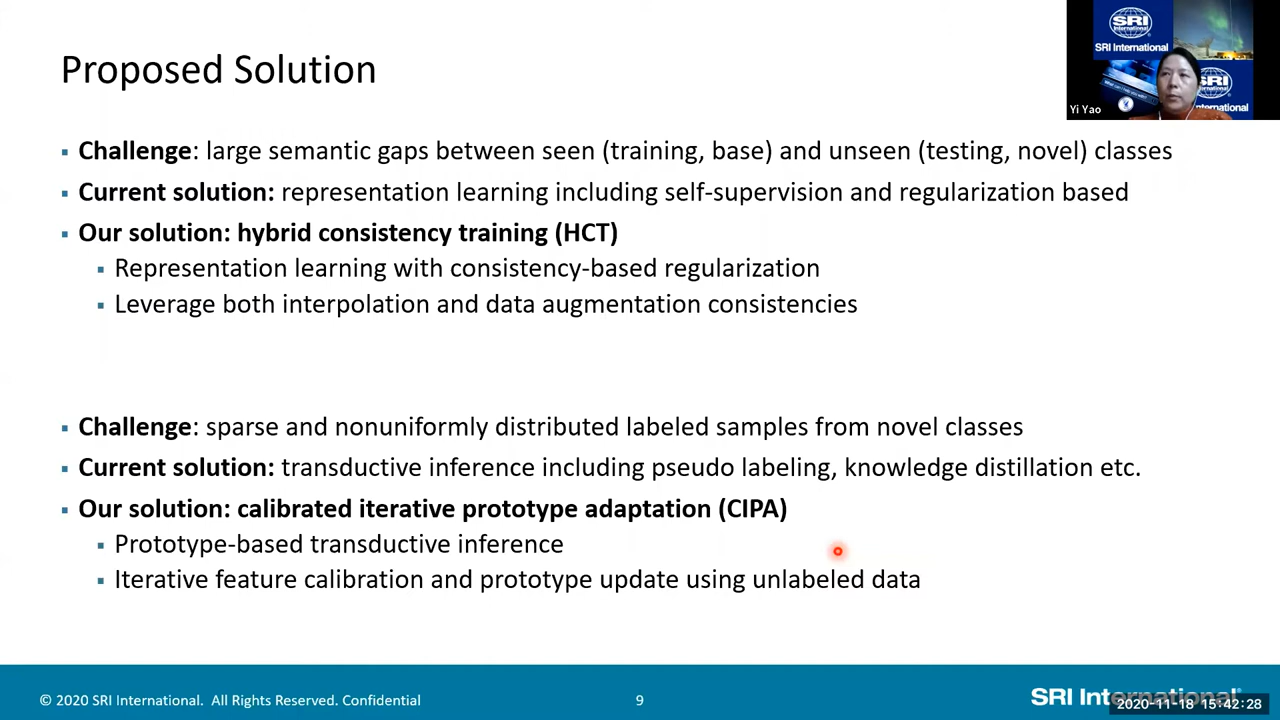 Proposed Solution
SRI International
Yi Yao
▪ Challenge: large semantic gaps between seen (training, base) and unseen (testing, novel) classes
▪ Current solution: representation learning including self-supervision and regularization based
▪ Our solution: hybrid consistency training (HCT)
▪ Representation learning with consistency-based regularization
▪ Leverage both interpolation and data augmentation consistencies
▪ Challenge: sparse and nonuniformly distributed labeled samples from novel classes
▪ Current solution: transductive inference including pseudo labeling, knowledge distillation etc.
▪ Our solution: calibrated iterative prototype adaptation (CIPA)
▪ Prototype-based transductive inference
▪ Iterative feature calibration and prototype update using unlabeled data
© 2020 SRI International. All Rights Reserved. Confidential
9
SRI International®
2020-11-18 15:42:28